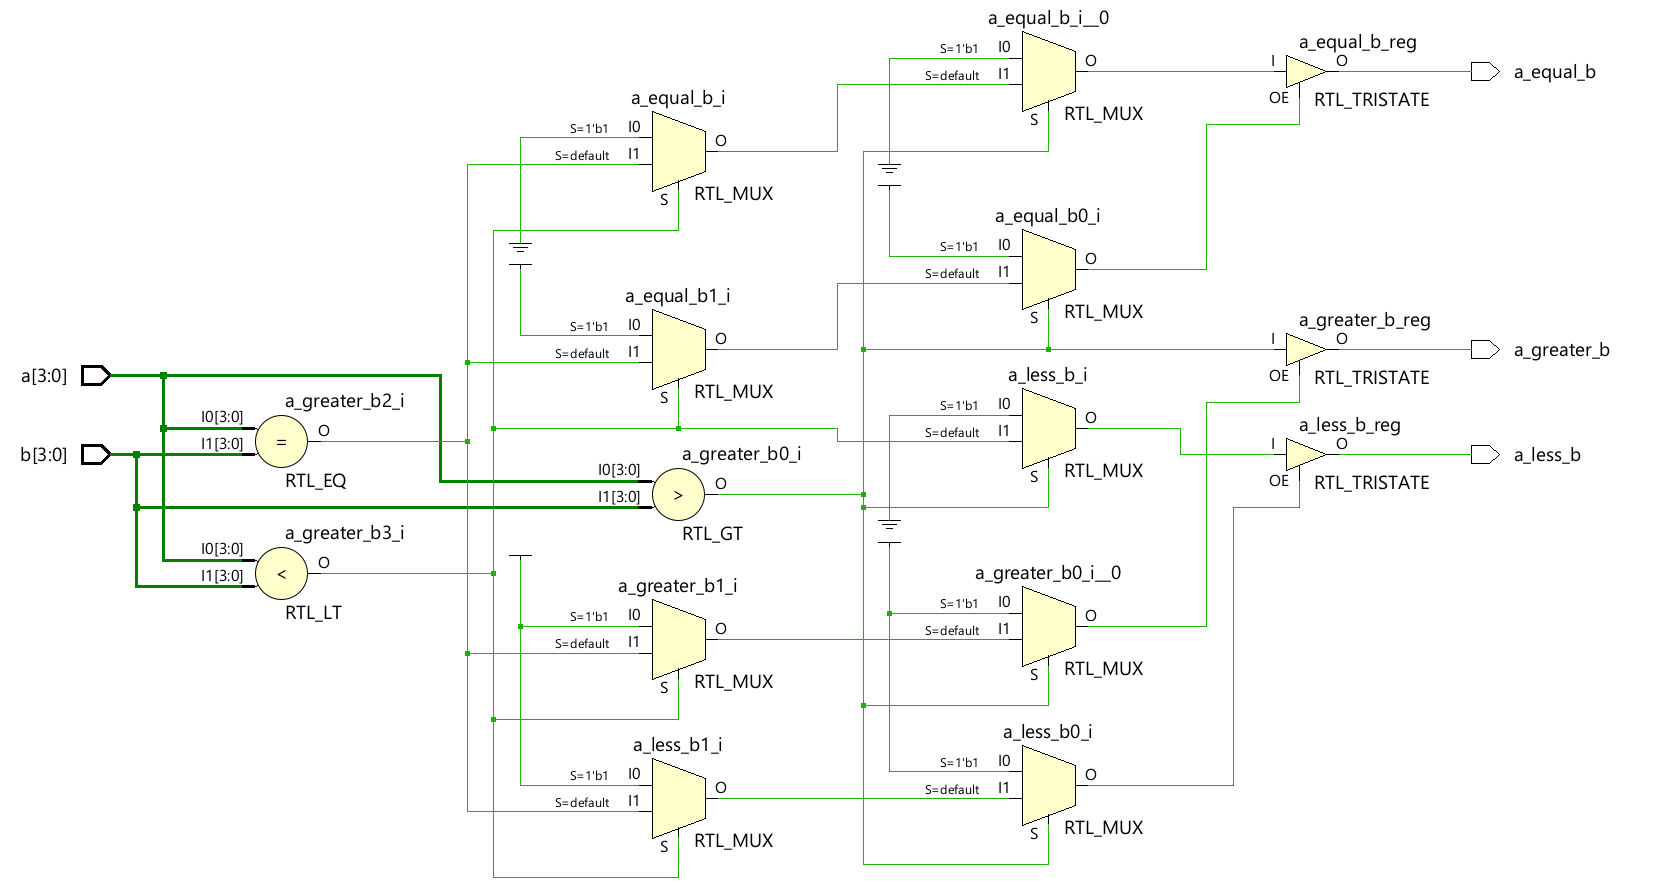 a_equal_b_i__0
S=1'b1 I0
S=default I1
O
S
RTL_MUX
a_equal_b_reg
I
O
OE
RTL_TRISTATE
a_equal_b
a_equal_b_i
S=1'b1 I0
S=default I1
O
S
RTL_MUX
a_equal_b0_i
S=1'b1 I0
S=default I1
O
S
RTL_MUX
a_equal_b1_i
S=1'b1 I0
S=default I1
O
S
RTL_MUX
a_greater_b_reg
I
O
OE
RTL_TRISTATE
a_greater_b
a[3:0]
b[3:0]
a_greater_b2_i
I0[3:0]
I1[3:0]
=
O
RTL_EQ
a_less_b_i
S=1'b1 I0
S=default I1
O
S
RTL_MUX
a_less_b_reg
I
O
OE
RTL_TRISTATE
a_less_b
a_greater_b0_i
I0[3:0]
I1[3:0]
>
O
RTL_GT
a_greater_b3_i
I0[3:0]
I1[3:0]
<
O
RTL_LT
a_greater_b1_i
S=1'b1 I0
S=default I1
O
S
RTL_MUX
a_greater_b0_i__0
S=1'b1 I0
S=default I1
O
S
RTL_MUX
a_less_b1_i
S=1'b1 I0
S=default I1
O
S
RTL_MUX
a_less_b0_i
S=1'b1 I0
S=default I1
O
S
RTL_MUX